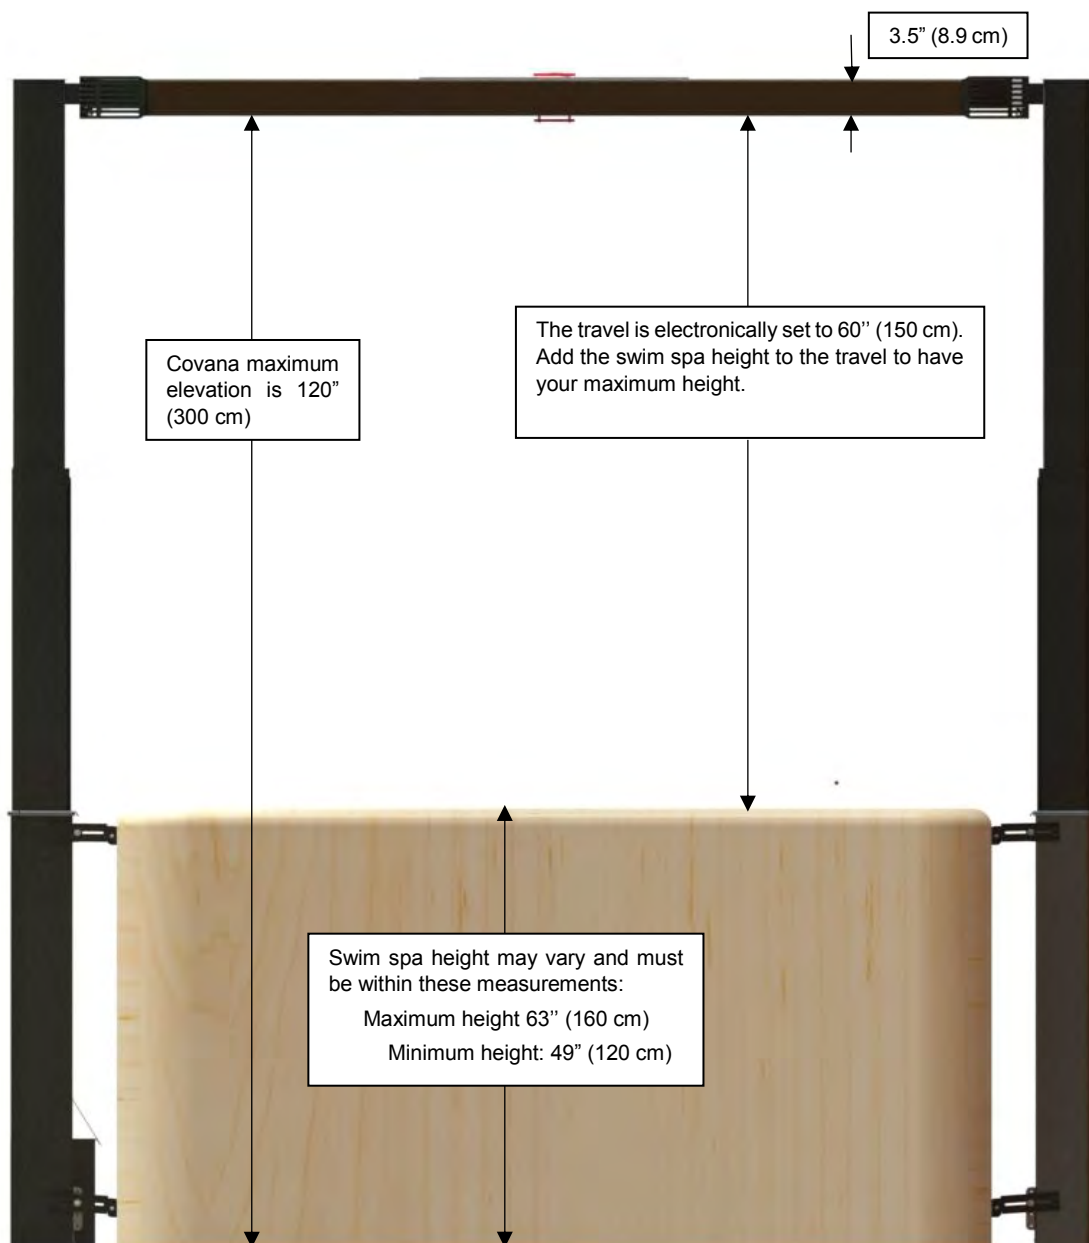 3.5” (8.9 cm)
The travel is electronically set to 60’’ (150 cm).
Add the swim spa height to the travel to have
your maximum height.
Covana maximum
elevation is 120”
(300 cm)
Swim spa height may vary and must
be within these measurements:
Maximum height 63’’ (160 cm)
Minimum height: 49” (120 cm)